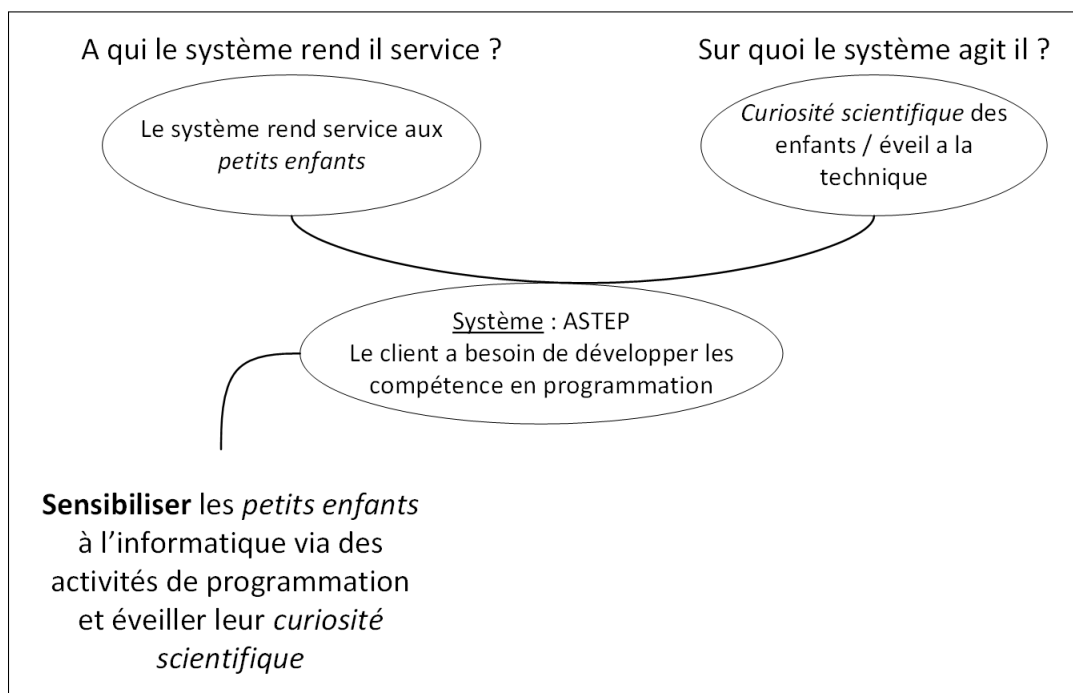 A qui le système rend il service ?
Sur quoi le système agit il ?
Le système rend service aux
petits enfants
Curiosité scientifique des
enfants / éveil a la
technique
Système : ASTEP
Le client a besoin de développer les
compétence en programmation
Sensibiliser les petits enfants
à l’informatique via des
activités de programmation
et éveiller leur curiosité
scientifique